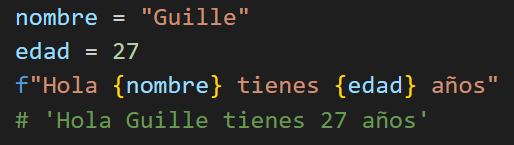 nombre = "Guille"
edad = 27
f"Hola {nombre} tienes {edad} años"
# 'Hola Guille tienes 27 años'